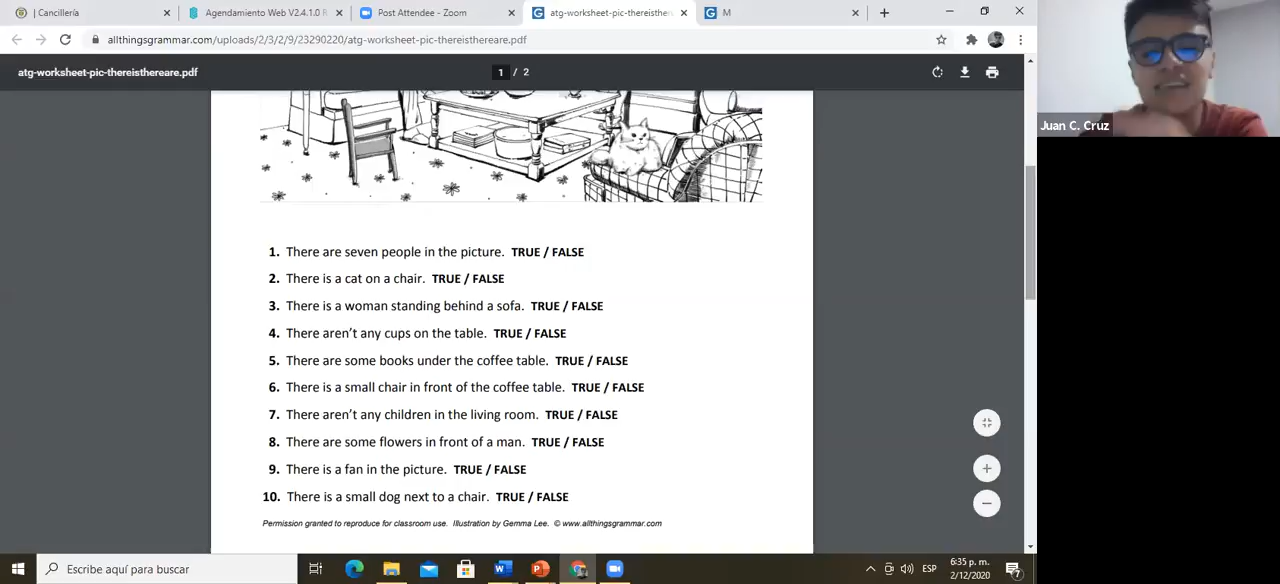 | Cancillería
Agendamiento Web V2.4.1.0 R
Post Attendee - Zoom
atg-worksheet-pic-thereisthere
M
allthingsgrammar.com/uploads/2/3/2/9/23290220/atg-worksheet-pic-thereisthereare.pdf
atg-worksheet-pic-thereisthereare.pdf
1 / 2
Juan C. Cruz
1. There are seven people in the picture. TRUE / FALSE
2. There is a cat on a chair. TRUE / FALSE
3. There is a woman standing behind a sofa. TRUE / FALSE
4. There aren't any cups on the table. TRUE / FALSE
5. There are some books under the coffee table. TRUE / FALSE
6. There is a small chair in front of the coffee table. TRUE / FALSE
7. There aren't any children in the living room. TRUE / FALSE
8. There are some flowers in front of a man. TRUE / FALSE
9. There is a fan in the picture. TRUE / FALSE
10. There is a small dog next to a chair. TRUE / FALSE
Permission granted to reproduce for classroom use. Illustration by Gemma Lee. © www.allthingsgrammar.com
Escribe aquí para buscar
ESP
6:35 p. m.
2/12/2020
7